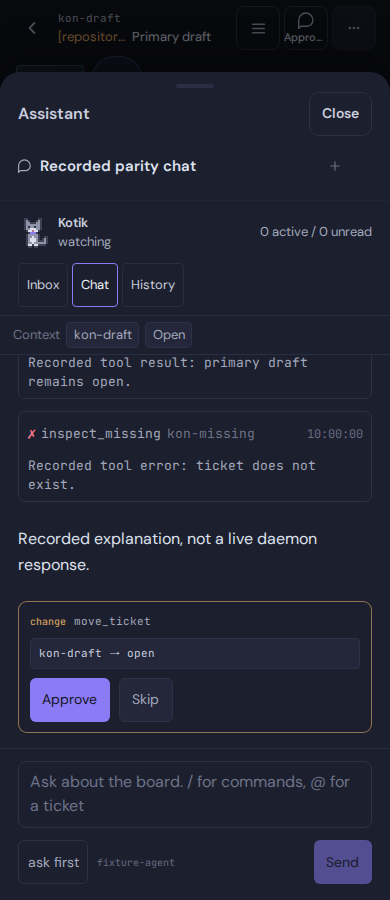 kon-draft
[repositor… Primary draft
Appro…
Assistant
Close
Recorded parity chat
Kotik
watching
0 active / 0 unread
Inbox
Chat
History
Context kon-draft Open
Recorded tool result: primary draft
remains open.
✗ inspect_missing kon-missing 10:00:00
Recorded tool error: ticket does not
exist.
Recorded explanation, not a live daemon
response.
change move_ticket
kon-draft → open
Approve
Skip
Ask about the board. / for commands, @ for
a ticket
ask first
fixture-agent
Send